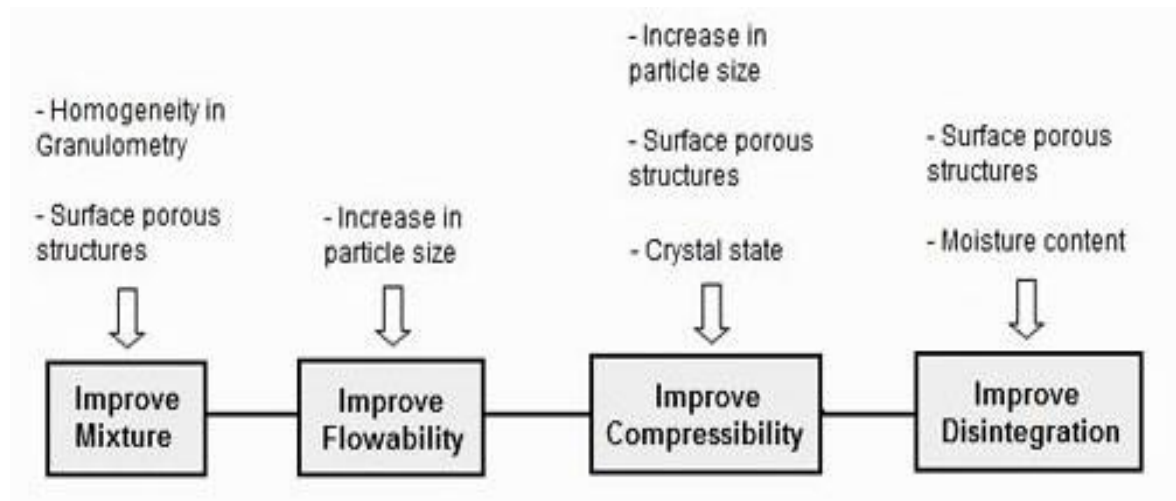 - Homogeneity in
Granulometry
- Surface porous
structures
- Increase in
particle size
- Increase in
particle size
- Surface porous
structures
- Crystal state
- Surface porous
structures
- Moisture content
Improve
Mixture
Improve
Flowability
Improve
Compressibility
Improve
Disintegration